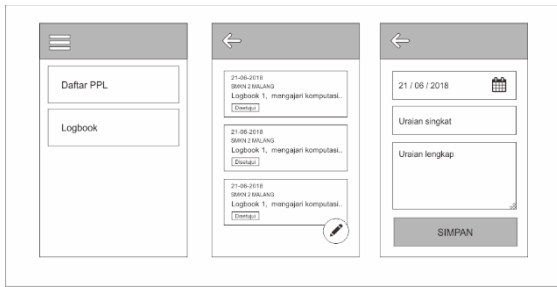 Daftar PPL
Logbook
21-06-2018
SMKN 2 MALANG
Logbook 1, mengajari komputasi..
Disetujui
21-06-2018
SMKN 2 MALANG
Logbook 1, mengajari komputasi..
Disetujui
21-06-2018
SMKN 2 MALANG
Logbook 1, mengajari komputasi..
Disetujui
21 / 06 / 2018
Uraian singkat
Uraian lengkap
SIMPAN